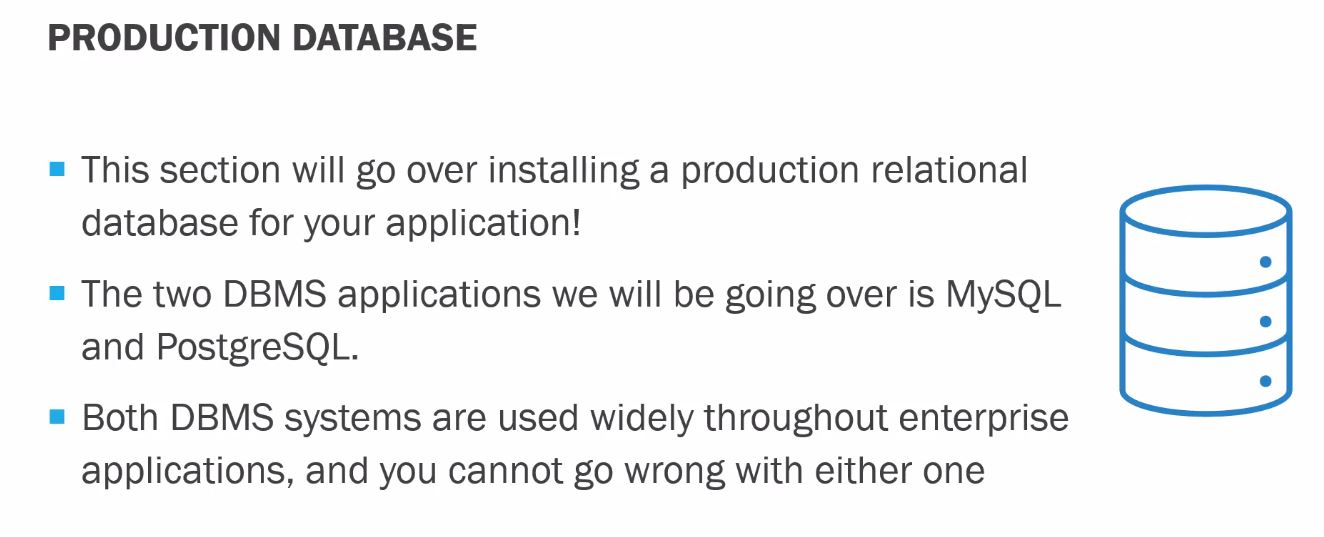 PRODUCTION DATABASE
This section will go over installing a production relational
database for your application!
The two DBMS applications we will be going over is MySQL
and PostgreSQL.
Both DBMS systems are used widely throughout enterprise
applications, and you cannot go wrong with either one